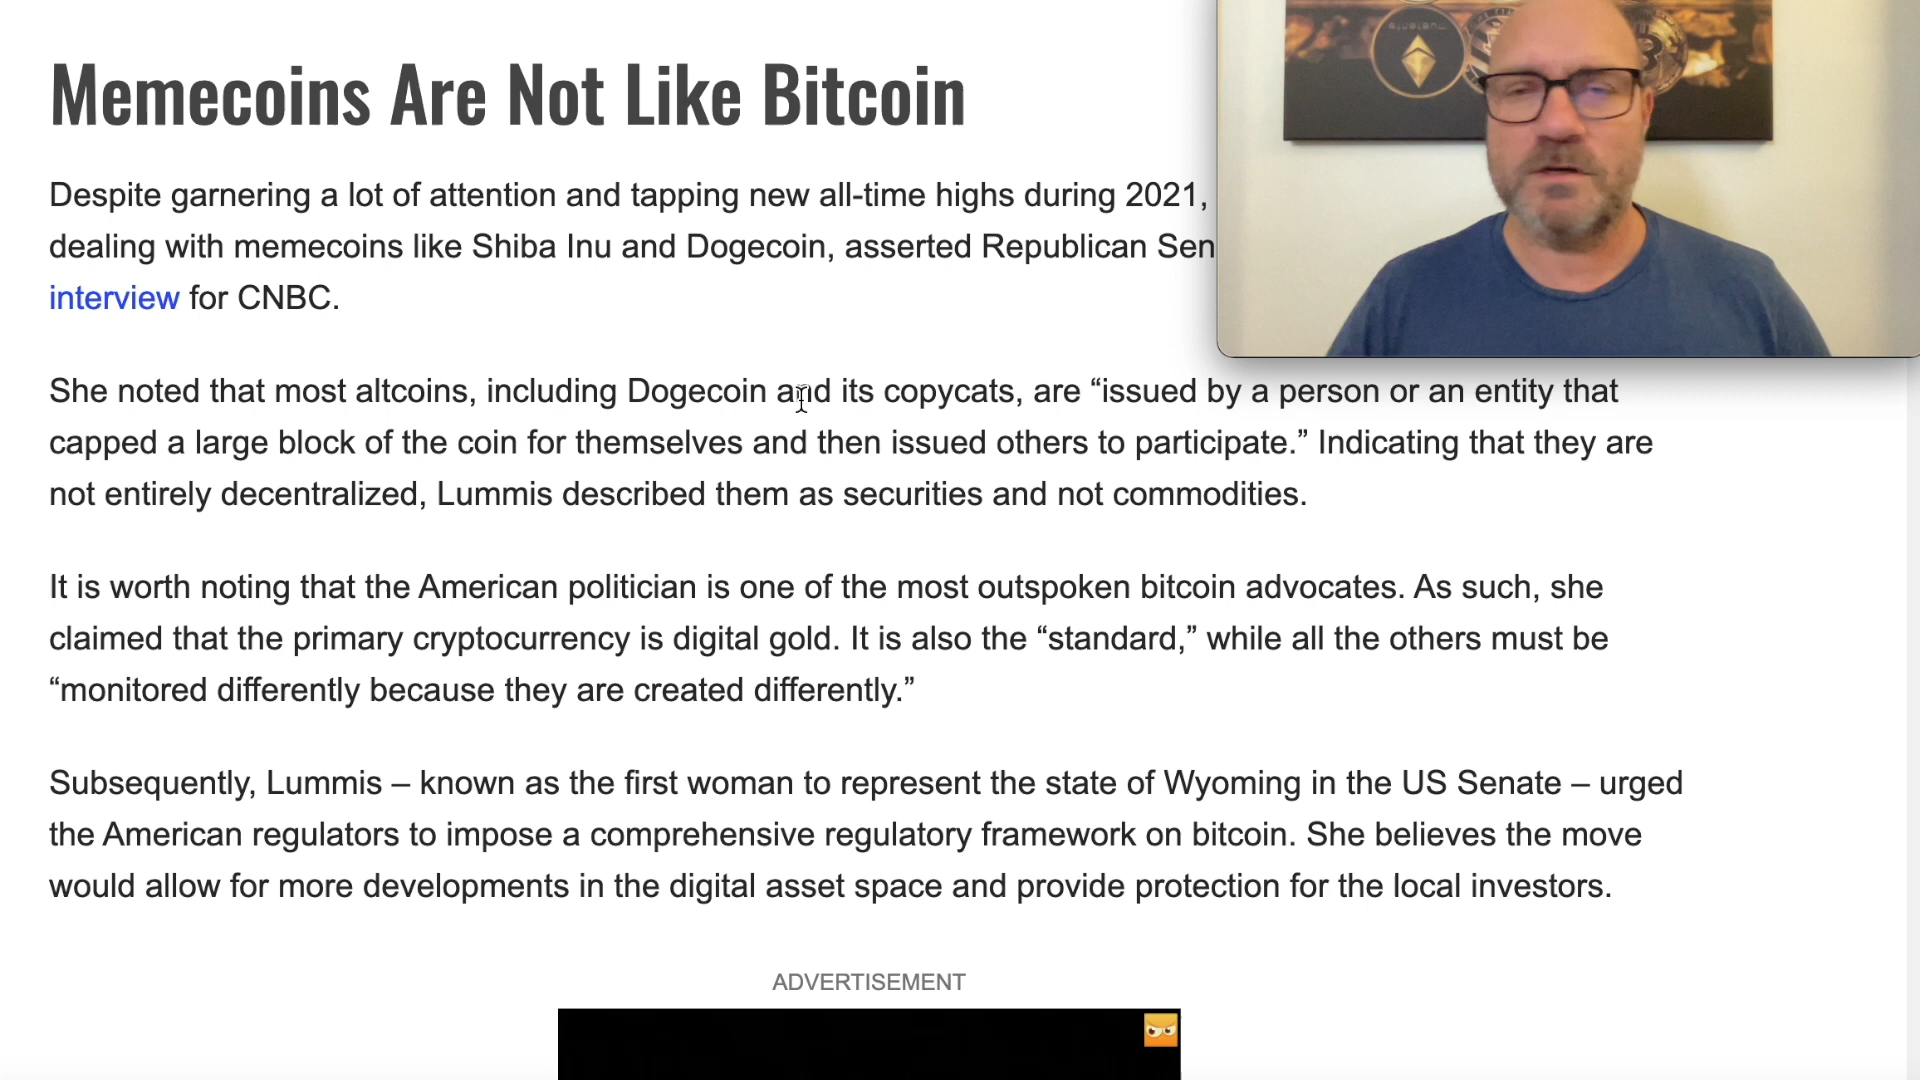 Memecoins Are Not Like Bitcoin
Despite garnering a lot of attention and tapping new all-time highs during 2021,
dealing with memecoins like Shiba Inu and Dogecoin, asserted Republican Sen
interview for CNBC.
She noted that most altcoins, including Dogecoin and its copycats, are “issued by a person or an entity that
capped a large block of the coin for themselves and then issued others to participate.” Indicating that they are
not entirely decentralized, Lummis described them as securities and not commodities.
It is worth noting that the American politician is one of the most outspoken bitcoin advocates. As such, she
claimed that the primary cryptocurrency is digital gold. It is also the “standard,” while all the others must be
“monitored differently because they are created differently.”
Subsequently, Lummis – known as the first woman to represent the state of Wyoming in the US Senate – urged
the American regulators to impose a comprehensive regulatory framework on bitcoin. She believes the move
would allow for more developments in the digital asset space and provide protection for the local investors.
ADVERTISEMENT